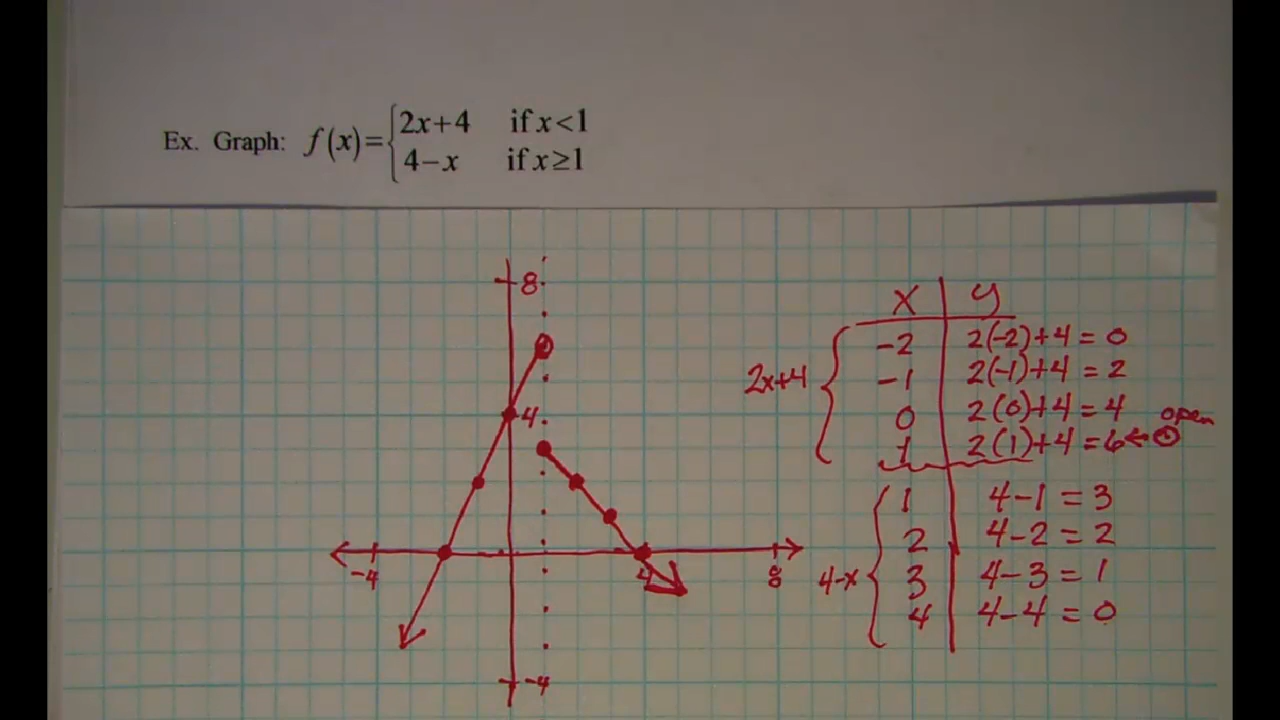 Ex. Graph: f(x)={2x+4 if x<1
4−x if x≥1
8
4
-4
4
8
-4
x y
2x+4
-2 2(-2)+4=0
-1 2(-1)+4=2
0 2(0)+4=4
open
1 2(1)+4=6←
4-x
1 4-1=3
2 4-2=2
3 4-3=1
4 4-4=0